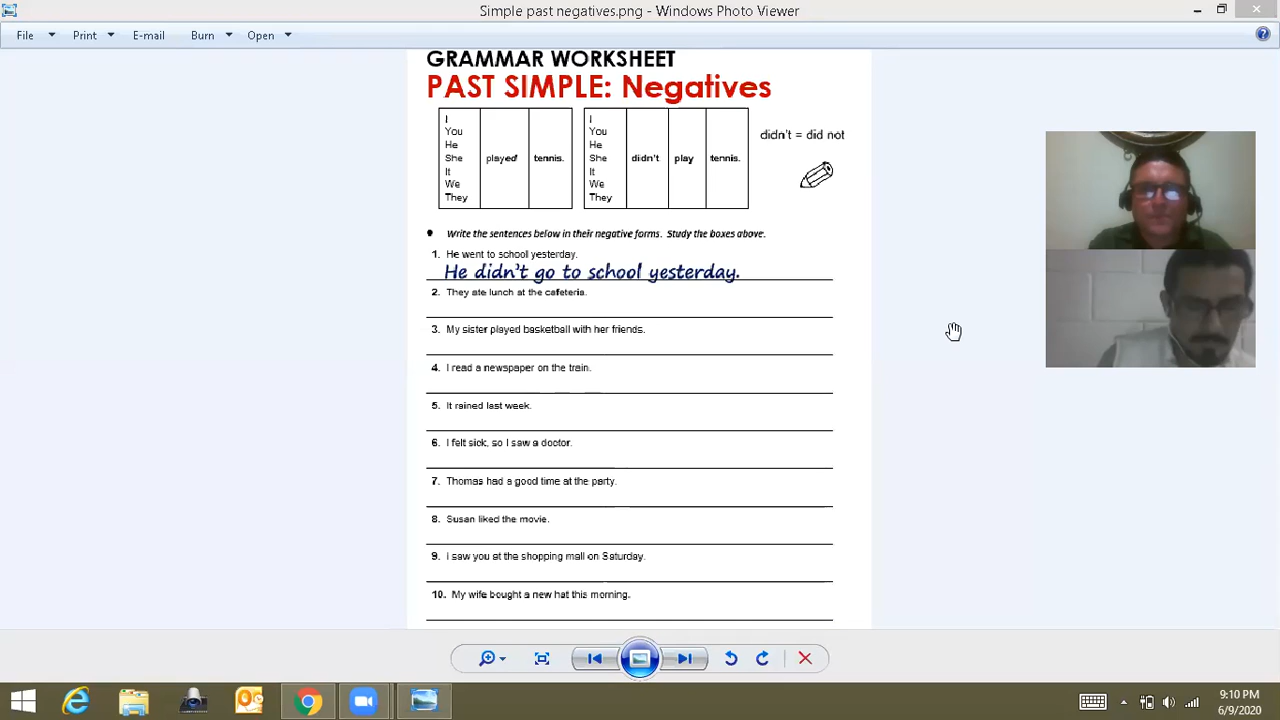 Simple past negatives.png - Windows Photo Viewer
File Print E-mail Burn Open
GRAMMAR WORKSHEET
PAST SIMPLE: Negatives
I
You
He
She
It
We
They
played
tennis.
I
You
He
She
It
We
They
didn't
play
tennis.
didn't = did not
Write the sentences below in their negative forms. Study the boxes above.
1. He went to school yesterday.
He didn't go to school yesterday.
2. They ate lunch at the cafeteria.
3. My sister played basketball with her friends.
4. I read a newspaper on the train.
5. It rained last week.
6. I felt sick, so I saw a doctor.
7. Thomas had a good time at the party.
8. Susan liked the movie.
9. I saw you at the shopping mall on Saturday.
10. My wife bought a new hat this morning.
9:10 PM
6/9/2020